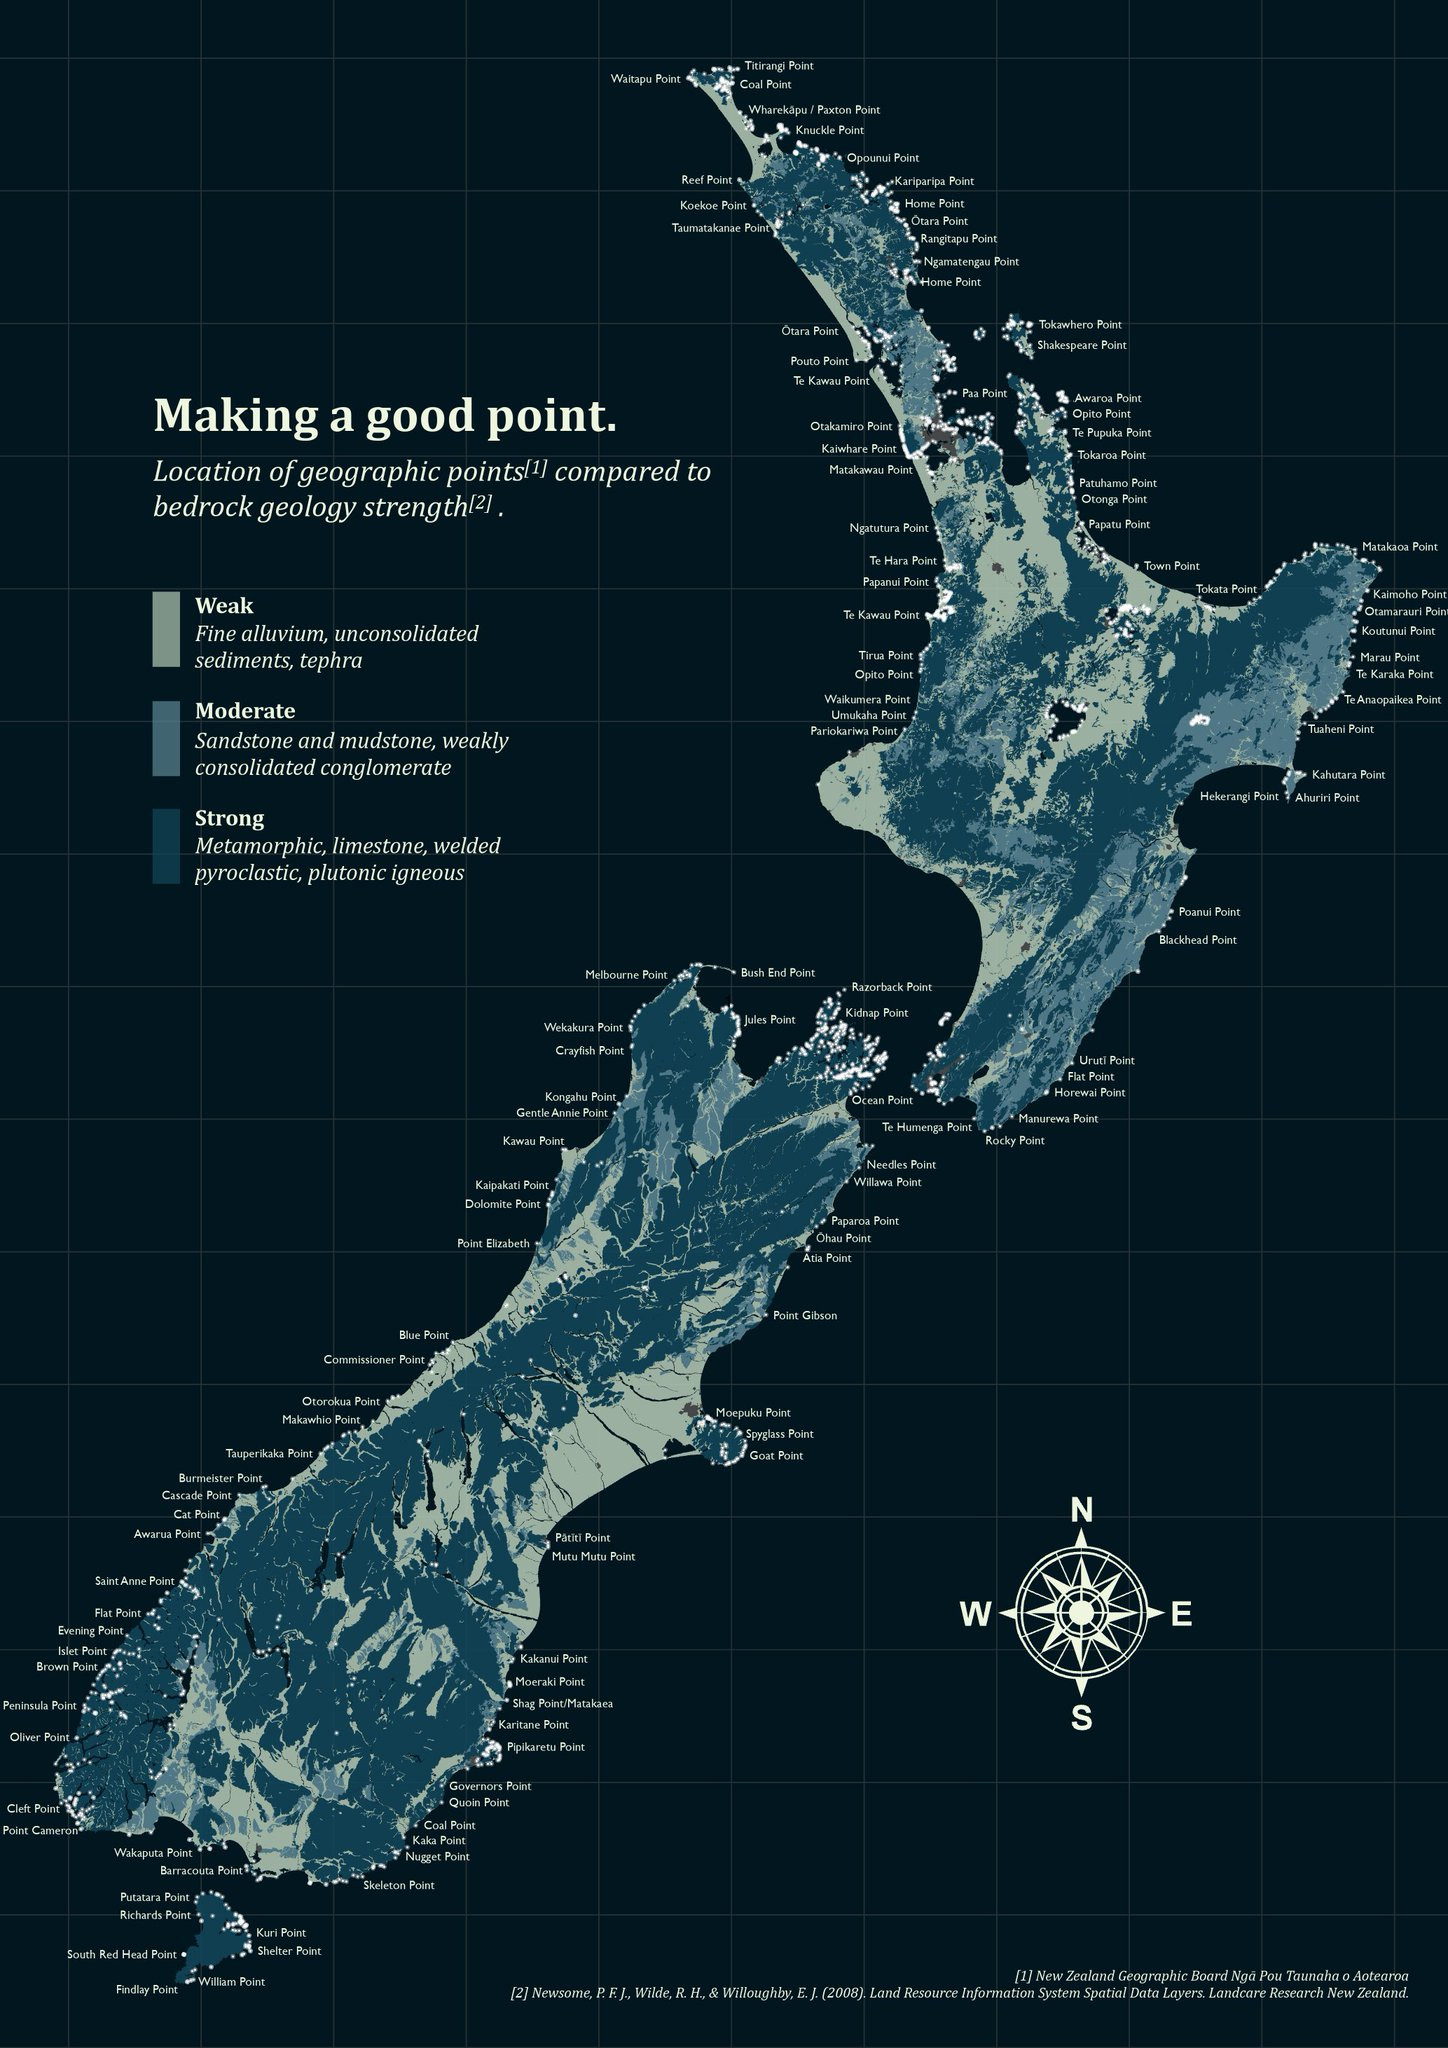 Titirangi Point
Waitapu Point
Coal Point
Wharekāpu / Paxton Point
Knuckle Point
Opounui Point
Reef Point
Kariparipa Point
Koekoe Point
Home Point
Ōtara Point
Taumatakanae Point
Rangitapu Point
Ngamatengau Point
Home Point
Tokawhero Point
Ōtara Point
Shakespeare Point
Pouto Point
Te Kawau Point
Paa Point
Awaroa Point
Opito Point
Otakamiro Point
Te Pupuka Point
Kaiwhare Point
Tokaroa Point
Matakawau Point
Patuhamo Point
Otonga Point
Ngatutura Point
Papatu Point
Matakaoa Point
Te Hara Point
Town Point
Papanui Point
Tokata Point
Kaimoho Point
Te Kawau Point
Otamarauri Point
Koutunui Point
Tirua Point
Marau Point
Opito Point
Te Karaka Point
Waikumera Point
Te Anaopaikea Point
Umukaha Point
Pariokariwa Point
Tuaheni Point
Kahutara Point
Hekerangi Point
Ahuriri Point
Making a good point.
Location of geographic points[1] compared to
bedrock geology strength[2] .
Weak
Fine alluvium, unconsolidated
sediments, tephra
Moderate
Sandstone and mudstone, weakly
consolidated conglomerate
Strong
Metamorphic, limestone, welded
pyroclastic, plutonic igneous
Poanui Point
Blackhead Point
Melbourne Point
Bush End Point
Razorback Point
Kidnap Point
Jules Point
Wekakura Point
Crayfish Point
Urutī Point
Flat Point
Kongahu Point
Horewai Point
Ocean Point
Gentle Annie Point
Manurewa Point
Te Humenga Point
Rocky Point
Kawau Point
Needles Point
Kaipakati Point
Willawa Point
Dolomite Point
Paparoa Point
Ōhau Point
Point Elizabeth
Atia Point
Point Gibson
Blue Point
Commissioner Point
Otorokua Point
Moepuku Point
Makawhio Point
Spyglass Point
Tauperikaka Point
Goat Point
Burmeister Point
Cascade Point
Cat Point
Awarua Point
Pātītī Point
Mutu Mutu Point
Saint Anne Point
Flat Point
Evening Point
Islet Point
Kakanui Point
Brown Point
Moeraki Point
Peninsula Point
Shag Point/Matakaea
Karitane Point
Oliver Point
Pipikaretu Point
Governors Point
Quoin Point
Cleft Point
Coal Point
Point Cameron
Kaka Point
Wakaputa Point
Nugget Point
Barracouta Point
Skeleton Point
Putatara Point
Richards Point
Kuri Point
Shelter Point
South Red Head Point
William Point
Findlay Point
N
W
E
S
[1] New Zealand Geographic Board Ngā Pou Taunaha o Aotearoa
[2] Newsome, P. F. J., Wilde, R. H., & Willoughby, E. J. (2008). Land Resource Information System Spatial Data Layers. Landcare Research New Zealand.